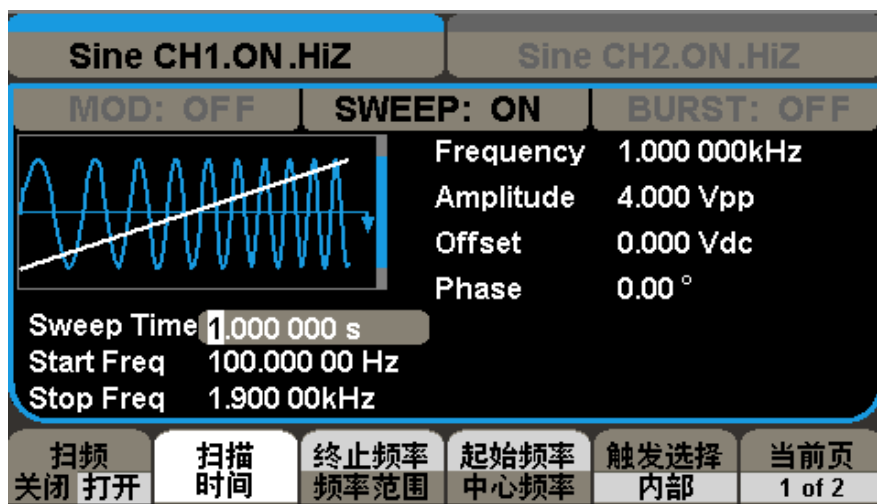 Sine CH1.ON.HiZ
Sine CH2.ON.HiZ
MOD: OFF
SWEEP: ON
BURST: OFF
Frequency 1.000 000kHz
Amplitude 4.000 Vpp
Offset 0.000 Vdc
Phase 0.00 °
Sweep Time 1.000 000 s
Start Freq 100.000 00 Hz
Stop Freq 1.900 00kHz
扫频
关闭 打开
扫描
时间
终止频率
频率范围
起始频率
中心频率
触发选择
内部
当前页
1 of 2